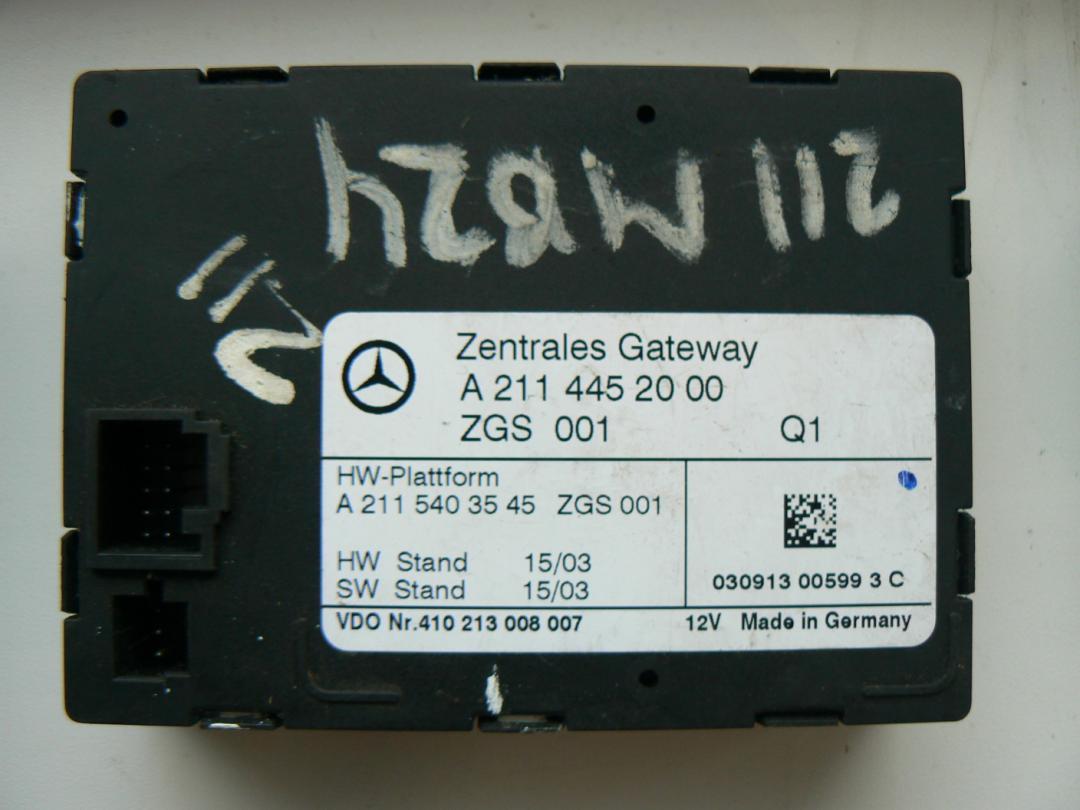 211
211
Zentrales Gateway
A 211 445 20 00
ZGS 001 Q1
HW-Plattform
A 211 540 35 45 ZGS 001
HW Stand 15/03
SW Stand 15/03
030913 00599 3 C
VDO Nr.410 213 008 007 12V Made in Germany